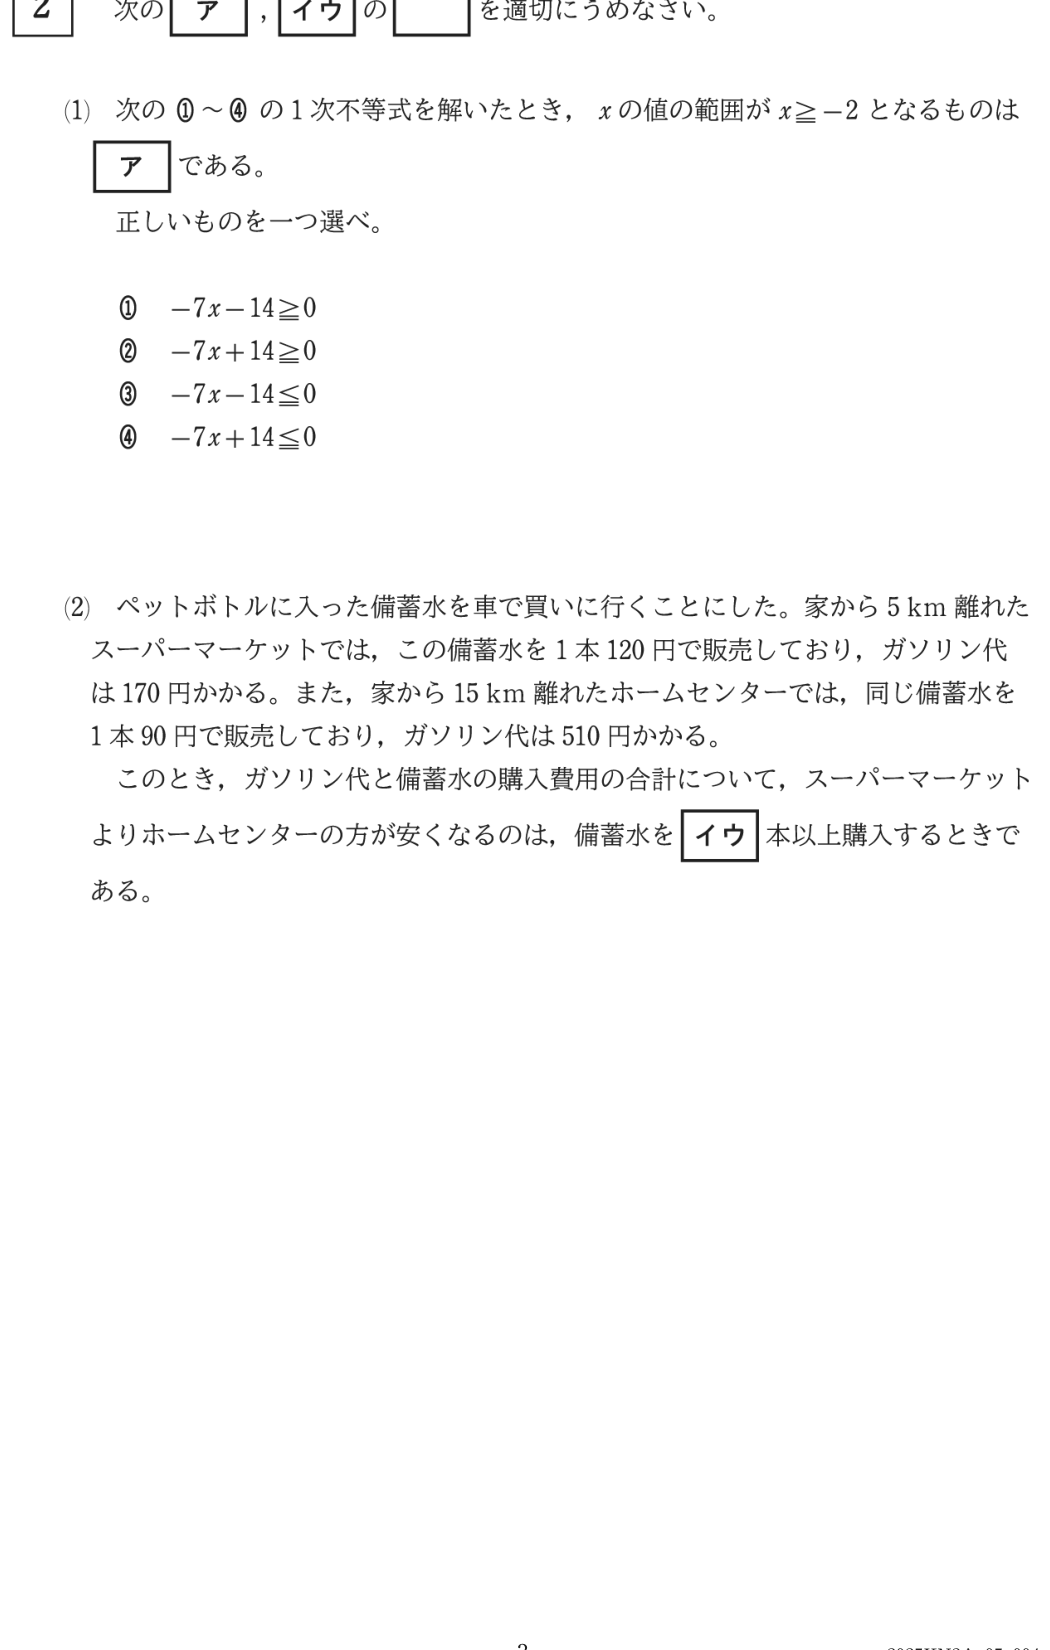 2 次の ア , イウ の を適切にうめなさい。
(1) 次の ① ～ ④ の 1 次不等式を解いたとき， x の値の範囲が x≧−2 となるものは
ア である。
正しいものを一つ選べ。
① −7x−14≧0
② −7x+14≧0
③ −7x−14≦0
④ −7x+14≦0
(2) ペットボトルに入った備蓄水を車で買いに行くことにした。家から 5 km 離れた
スーパーマーケットでは，この備蓄水を 1 本 120 円で販売しており，ガソリン代
は 170 円かかる。また，家から 15 km 離れたホームセンターでは，同じ備蓄水を
1 本 90 円で販売しており，ガソリン代は 510 円かかる。
このとき，ガソリン代と備蓄水の購入費用の合計について，スーパーマーケット
よりホームセンターの方が安くなるのは，備蓄水を イウ 本以上購入するときで
ある。